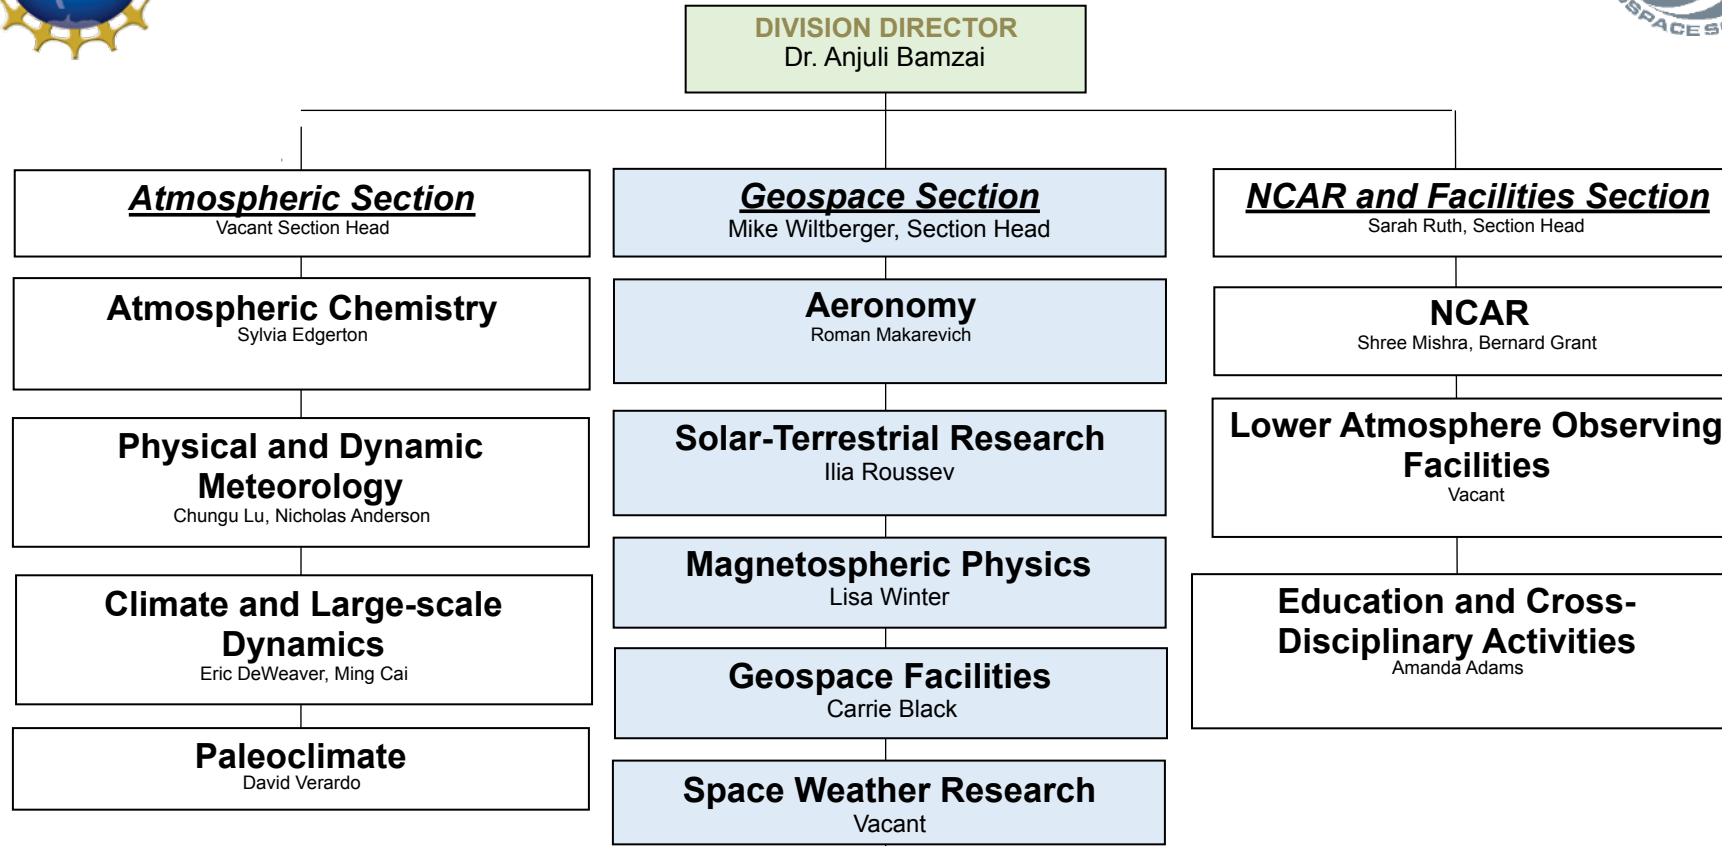 DIVISION DIRECTOR
Dr. Anjuli Bamzai
Atmospheric Section
Vacant Section Head
Atmospheric Chemistry
Sylvia Edgerton
Physical and Dynamic
Meteorology
Chungu Lu, Nicholas Anderson
Climate and Large-scale
Dynamics
Eric DeWeaver, Ming Cai
Paleoclimate
David Verardo
Geospace Section
Mike Wiltberger, Section Head
Aeronomy
Roman Makarevich
Solar-Terrestrial Research
Ilia Roussev
Magnetospheric Physics
Lisa Winter
Geospace Facilities
Carrie Black
Space Weather Research
Vacant
NCAR and Facilities Section
Sarah Ruth, Section Head
NCAR
Shree Mishra, Bernard Grant
Lower Atmosphere Observing
Facilities
Vacant
Education and Cross-
Disciplinary Activities
Amanda Adams